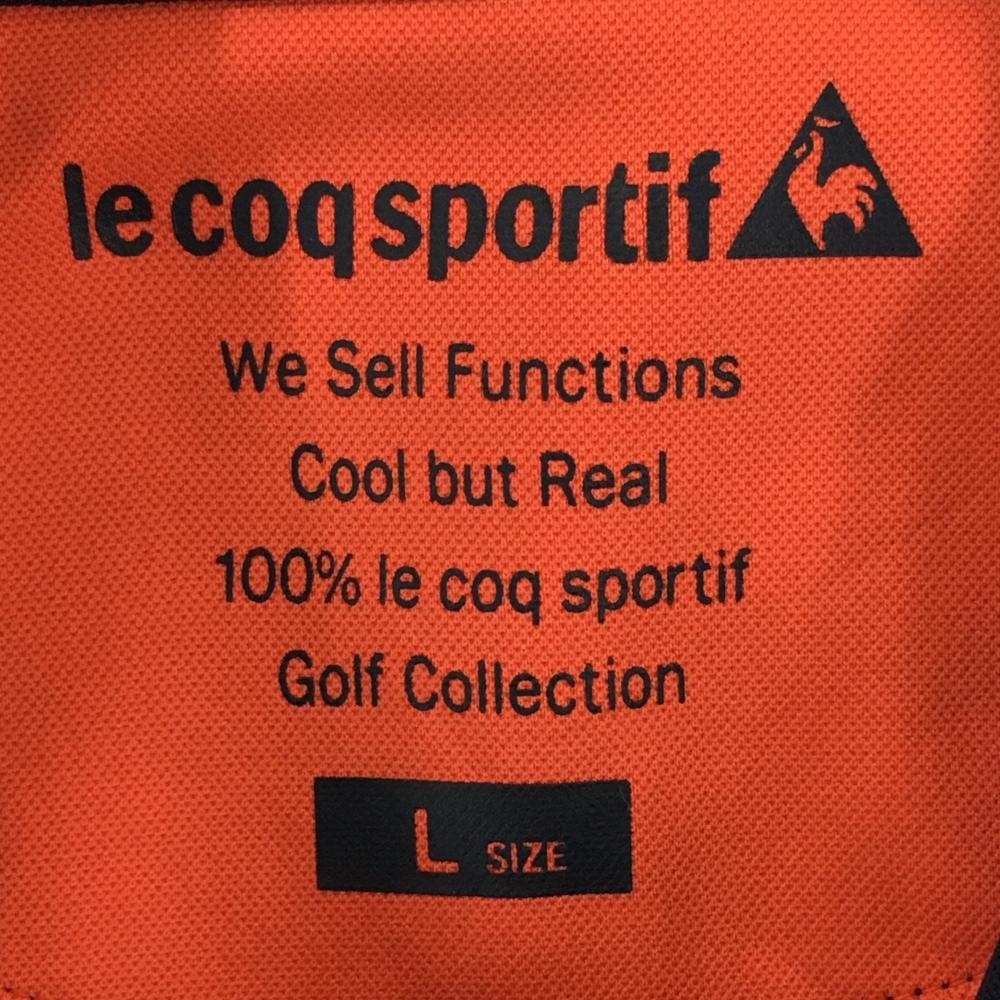 le coq sportif
We Sell Functions
Cool but Real
100% le coq sportif
Golf Collection
L SIZE